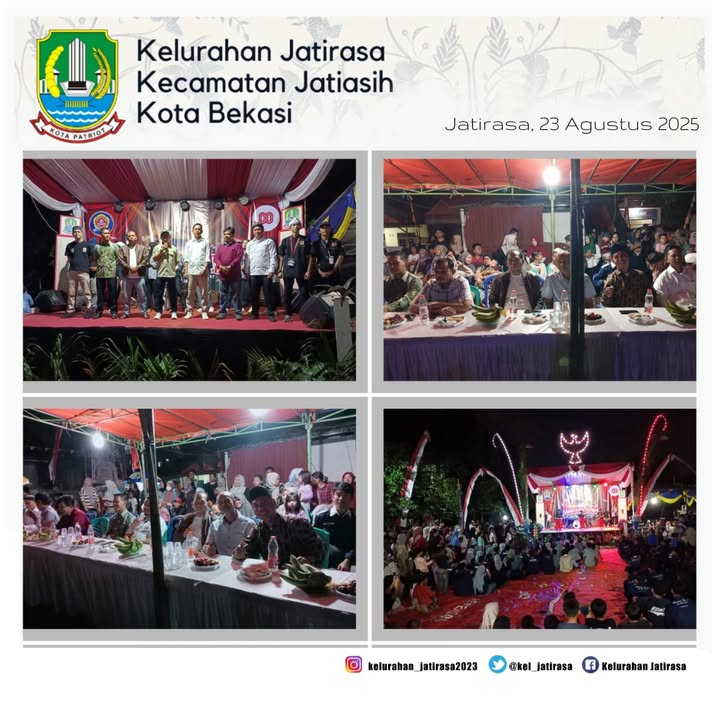 Kelurahan Jatirasa
Kecamatan Jatiasih
Kota Bekasi
KOTA PATRIOT
Jatirasa, 23 Agustus 2025
kelurahan_jatirasa2023
@kel_jatirasa
Kelurahan Jatirasa